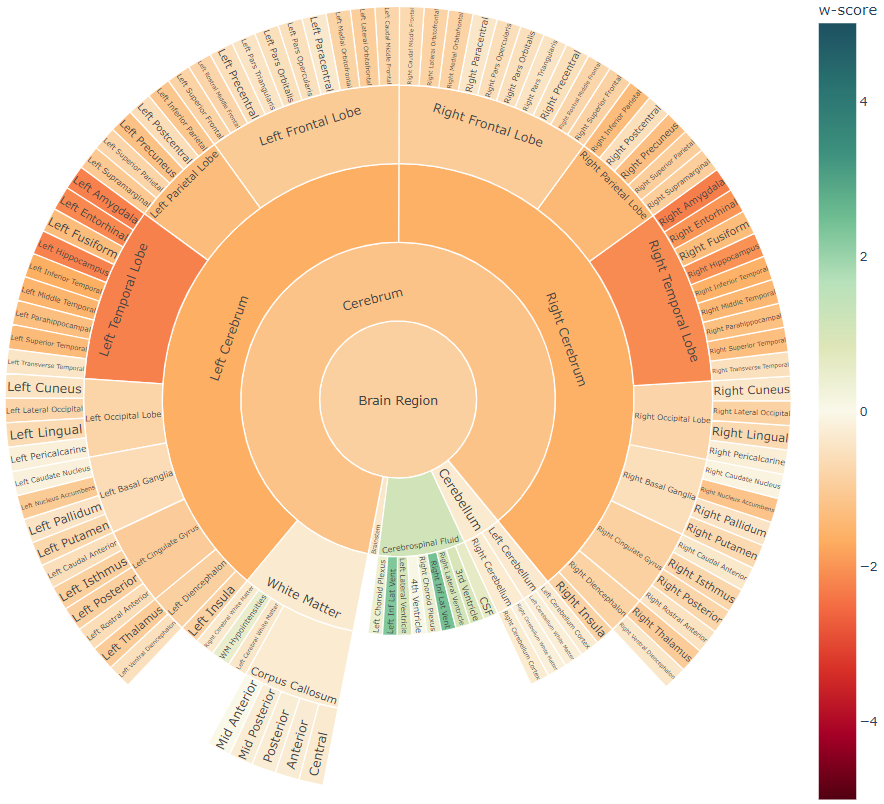 w-score
4
2
0
−2
−4
Brain Region
Cerebrum
Cerebellum
Cerebrospinal Fluid
Brainstem
Left Cerebrum
Right Cerebrum
White Matter
Left Cerebellum
Right Cerebellum
Left Frontal Lobe
Left Parietal Lobe
Left Temporal Lobe
Left Occipital Lobe
Left Basal Ganglia
Left Cingulate Gyrus
Left Diencephalon
Left Insula
Right Frontal Lobe
Right Parietal Lobe
Right Temporal Lobe
Right Occipital Lobe
Right Basal Ganglia
Right Cingulate Gyrus
Right Diencephalon
Right Insula
Left Caudal Middle Frontal
Left Lateral Orbitofrontal
Left Medial Orbitofrontal
Left Paracentral
Left Pars Opercularis
Left Pars Orbitalis
Left Pars Triangularis
Left Precentral
Left Rostral Middle Frontal
Left Superior Frontal
Left Inferior Parietal
Left Postcentral
Left Precuneus
Left Superior Parietal
Left Supramarginal
Left Amygdala
Left Entorhinal
Left Fusiform
Left Hippocampus
Left Inferior Temporal
Left Middle Temporal
Left Parahippocampal
Left Superior Temporal
Left Transverse Temporal
Left Cuneus
Left Lateral Occipital
Left Lingual
Left Pericalcarine
Left Caudate Nucleus
Left Nucleus Accumbens
Left Pallidum
Left Putamen
Left Caudal Anterior
Left Isthmus
Left Posterior
Left Rostral Anterior
Left Thalamus
Left Ventral Diencephalon
Right Caudal Middle Frontal
Right Lateral Orbitofrontal
Right Medial Orbitofrontal
Right Paracentral
Right Pars Opercularis
Right Pars Orbitalis
Right Pars Triangularis
Right Precentral
Right Rostral Middle Frontal
Right Superior Frontal
Right Inferior Parietal
Right Postcentral
Right Precuneus
Right Superior Parietal
Right Supramarginal
Right Amygdala
Right Entorhinal
Right Fusiform
Right Hippocampus
Right Inferior Temporal
Right Middle Temporal
Right Parahippocampal
Right Superior Temporal
Right Transverse Temporal
Right Cuneus
Right Lateral Occipital
Right Lingual
Right Pericalcarine
Right Caudate Nucleus
Right Nucleus Accumbens
Right Pallidum
Right Putamen
Right Caudal Anterior
Right Isthmus
Right Posterior
Right Rostral Anterior
Right Thalamus
Right Ventral Diencephalon
Right Cerebral White Matter
WM Hypointensities
Left Cerebral White Matter
Corpus Callosum
Mid Anterior
Mid Posterior
Posterior
Anterior
Central
Left Choroid Plexus
Left Inf Lat Vent
Left Lateral Ventricle
4th Ventricle
Right Choroid Plexus
Right Inf Lat Vent
Right Lateral Ventricle
3rd Ventricle
CSF
Right Cerebellum Cortex
Right Cerebellum White Matter
Left Cerebellum White Matter
Left Cerebellum Cortex